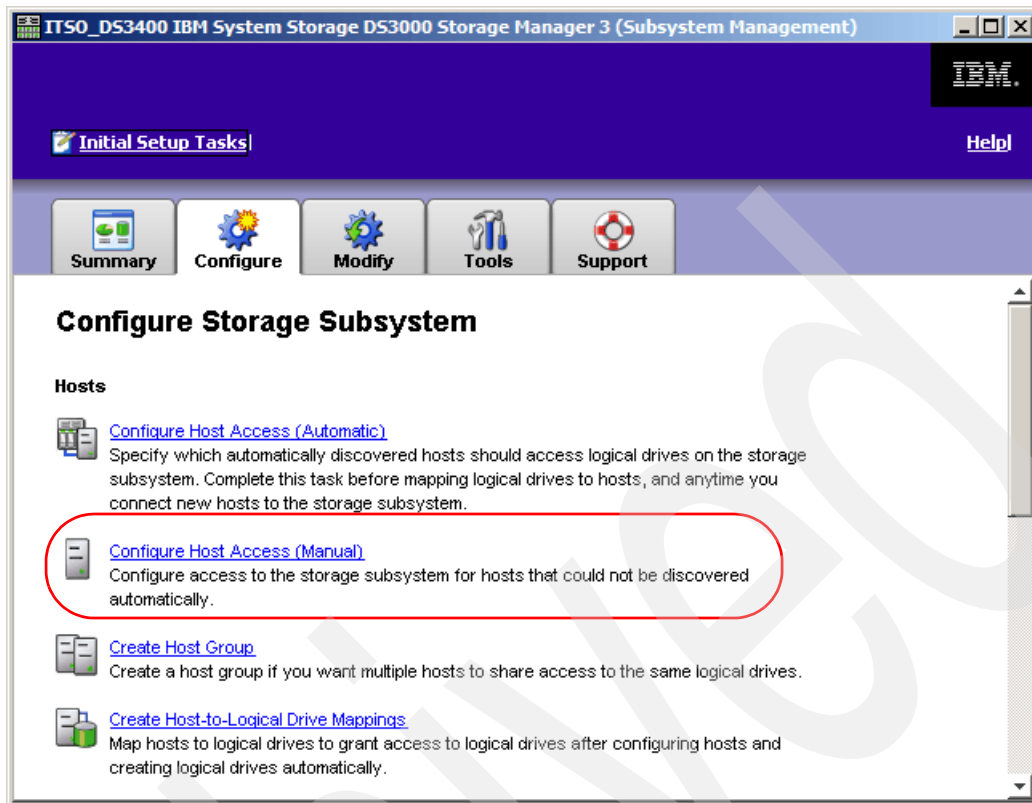 ITSO_DS3400 IBM System Storage DS3000 Storage Manager 3 (Subsystem Management)
IBM.
Initial Setup Tasks
Help
Summary
Configure
Modify
Tools
Support
Configure Storage Subsystem
Hosts
Configure Host Access (Automatic)
Specify which automatically discovered hosts should access logical drives on the storage
subsystem. Complete this task before mapping logical drives to hosts, and anytime you
connect new hosts to the storage subsystem.
Configure Host Access (Manual)
Configure access to the storage subsystem for hosts that could not be discovered
automatically.
Create Host Group
Create a host group if you want multiple hosts to share access to the same logical drives.
Create Host-to-Logical Drive Mappings
Map hosts to logical drives to grant access to logical drives after configuring hosts and
creating logical drives automatically.